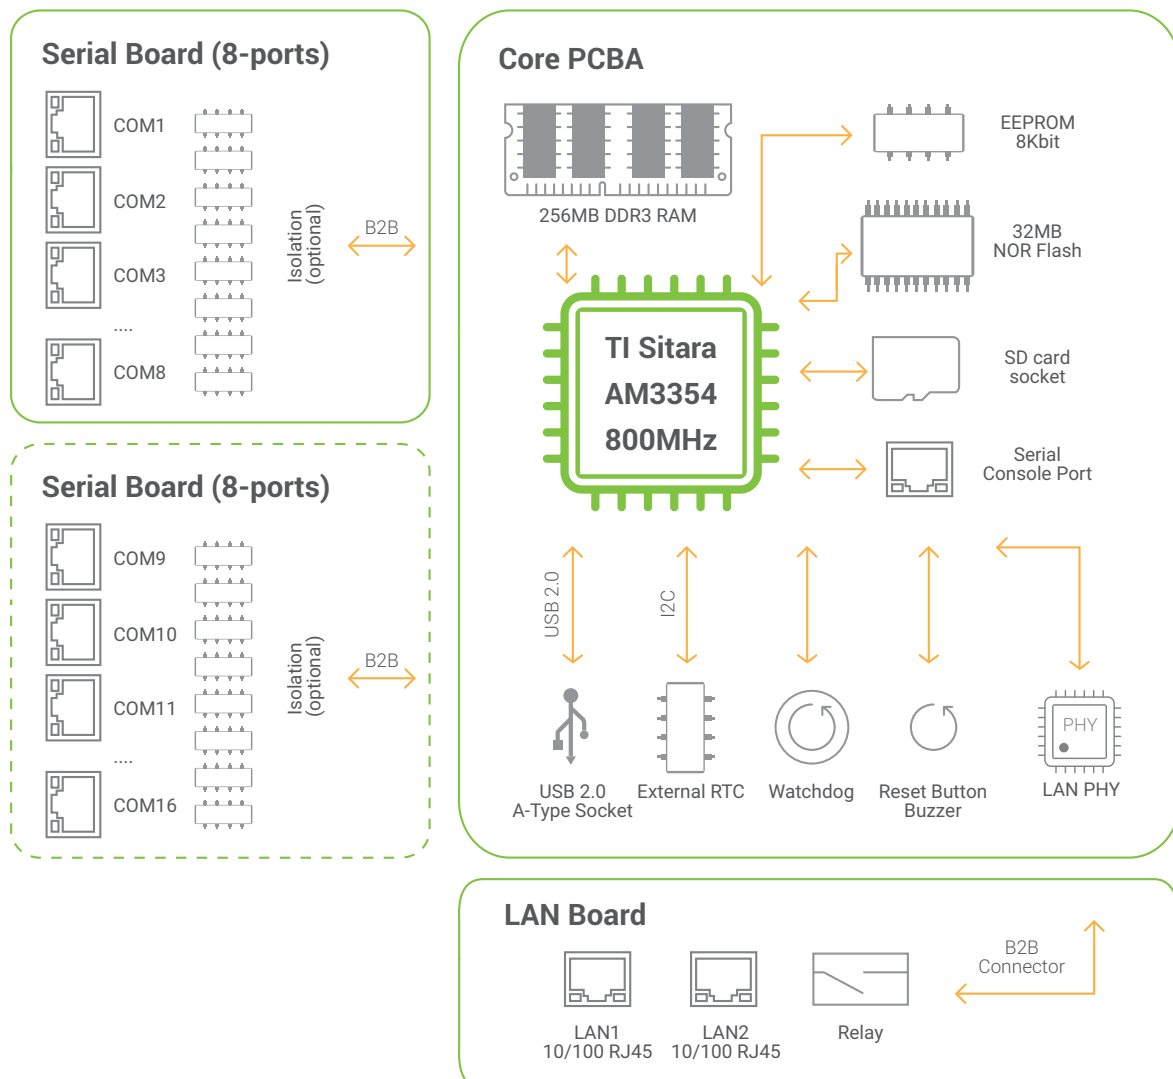 Serial Board (8-ports)
COM1
COM2
COM3
....
COM8
Isolation
(optional)
B2B
Serial Board (8-ports)
COM9
COM10
COM11
....
COM16
Isolation
(optional)
B2B
Core PCBA
256MB DDR3 RAM
EEPROM
8Kbit
32MB
NOR Flash
TI Sitara
AM3354
800MHz
SD card
socket
Serial
Console Port
USB 2.0
I2C
PHY
USB 2.0
A-Type Socket
External RTC
Watchdog
Reset Button
Buzzer
LAN PHY
LAN Board
B2B
Connector
LAN1
10/100 RJ45
LAN2
10/100 RJ45
Relay